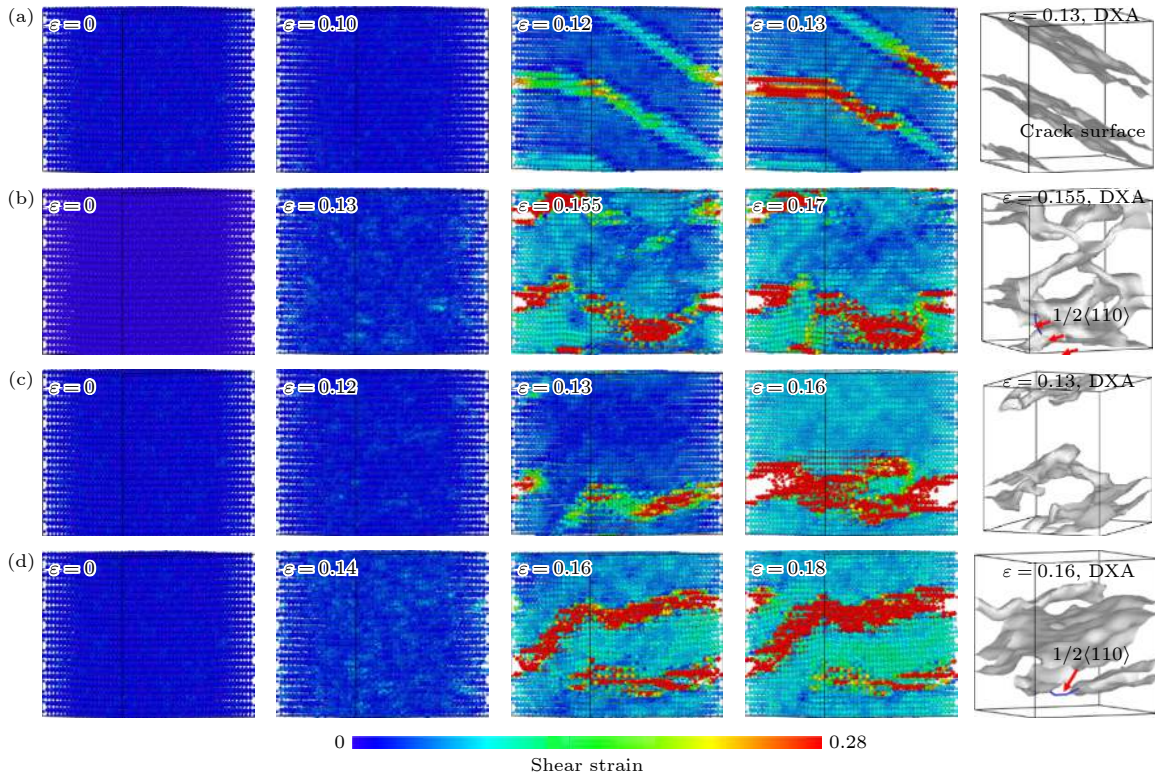 (a)
ε = 0
ε = 0.10
ε = 0.12
ε = 0.13
ε = 0.13, DXA
Crack surface
(b)
ε = 0
ε = 0.13
ε = 0.155
ε = 0.17
ε = 0.155, DXA
1/2⟨110⟩
(c)
ε = 0
ε = 0.12
ε = 0.13
ε = 0.16
ε = 0.13, DXA
(d)
ε = 0
ε = 0.14
ε = 0.16
ε = 0.18
ε = 0.16, DXA
1/2⟨110⟩
0
0.28
Shear strain